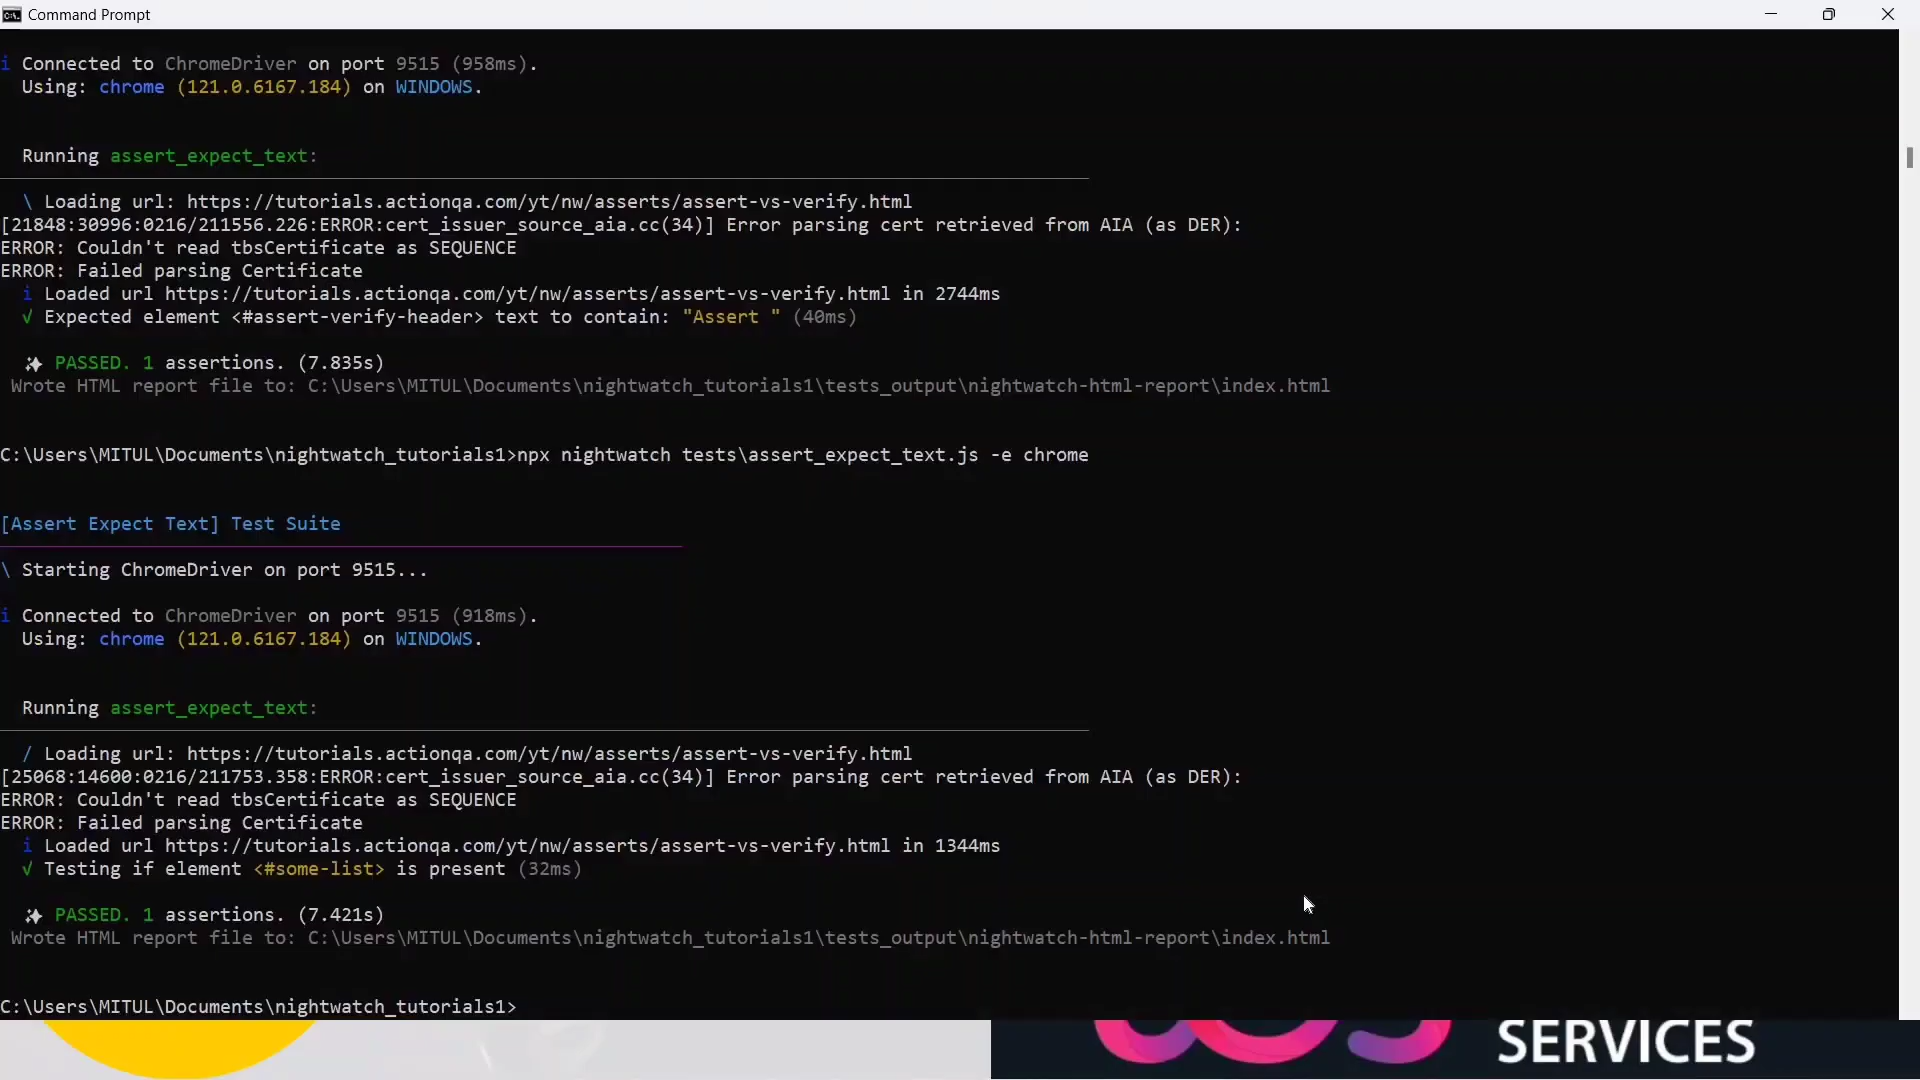 Command Prompt
i Connected to ChromeDriver on port 9515 (958ms).
Using: chrome (121.0.6167.184) on WINDOWS.
Running assert_expect_text:
\ Loading url: https://tutorials.actionqa.com/yt/nw/asserts/assert-vs-verify.html
[21848:30996:0216/211556.226:ERROR:cert_issuer_source_aia.cc(34)] Error parsing cert retrieved from AIA (as DER):
ERROR: Couldn't read tbsCertificate as SEQUENCE
ERROR: Failed parsing Certificate
i Loaded url https://tutorials.actionqa.com/yt/nw/asserts/assert-vs-verify.html in 2744ms
√ Expected element <#assert-verify-header> text to contain: "Assert " (40ms)
✨ PASSED. 1 assertions. (7.835s)
Wrote HTML report file to: C:\Users\MITUL\Documents\nightwatch_tutorials1\tests_output\nightwatch-html-report\index.html
C:\Users\MITUL\Documents\nightwatch_tutorials1>npx nightwatch tests\assert_expect_text.js -e chrome
[Assert Expect Text] Test Suite
\ Starting ChromeDriver on port 9515...
i Connected to ChromeDriver on port 9515 (918ms).
Using: chrome (121.0.6167.184) on WINDOWS.
Running assert_expect_text:
/ Loading url: https://tutorials.actionqa.com/yt/nw/asserts/assert-vs-verify.html
[25068:14600:0216/211753.358:ERROR:cert_issuer_source_aia.cc(34)] Error parsing cert retrieved from AIA (as DER):
ERROR: Couldn't read tbsCertificate as SEQUENCE
ERROR: Failed parsing Certificate
i Loaded url https://tutorials.actionqa.com/yt/nw/asserts/assert-vs-verify.html in 1344ms
√ Testing if element <#some-list> is present (32ms)
✨ PASSED. 1 assertions. (7.421s)
Wrote HTML report file to: C:\Users\MITUL\Documents\nightwatch_tutorials1\tests_output\nightwatch-html-report\index.html
C:\Users\MITUL\Documents\nightwatch_tutorials1>
SERVICES